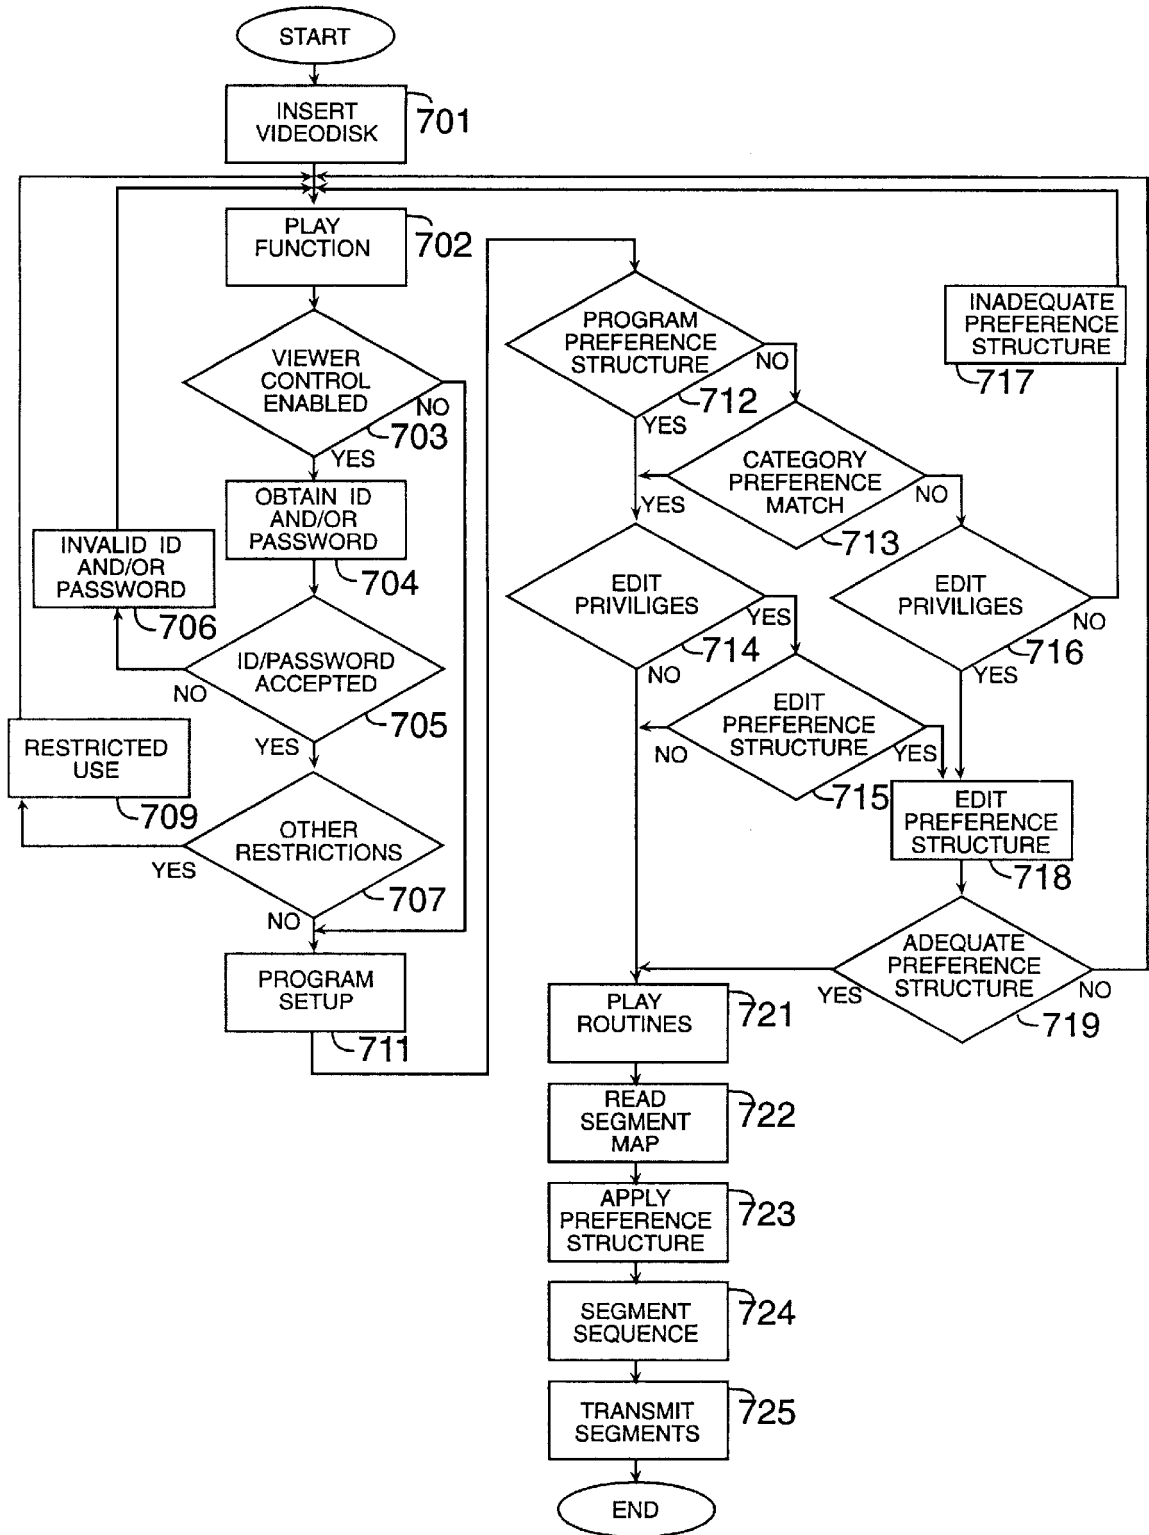 START
INSERT
VIDEODISK
701
PLAY
FUNCTION
702
VIEWER
CONTROL
ENABLED
NO
703
YES
OBTAIN ID
AND/OR
PASSWORD
704
INVALID ID
AND/OR
PASSWORD
706
ID/PASSWORD
ACCEPTED
NO
705
YES
RESTRICTED
USE
709
OTHER
RESTRICTIONS
YES
707
NO
PROGRAM
SETUP
711
PROGRAM
PREFERENCE
STRUCTURE
NO
712
YES
INADEQUATE
PREFERENCE
STRUCTURE
717
CATEGORY
PREFERENCE
MATCH
NO
YES
713
EDIT
PRIVILIGES
YES
714
NO
EDIT
PRIVILIGES
NO
716
YES
EDIT
PREFERENCE
STRUCTURE
NO
YES
715
EDIT
PREFERENCE
STRUCTURE
718
ADEQUATE
PREFERENCE
STRUCTURE
YES
NO
719
PLAY
ROUTINES
721
READ
SEGMENT
MAP
722
APPLY
PREFERENCE
STRUCTURE
723
SEGMENT
SEQUENCE
724
TRANSMIT
SEGMENTS
725
END